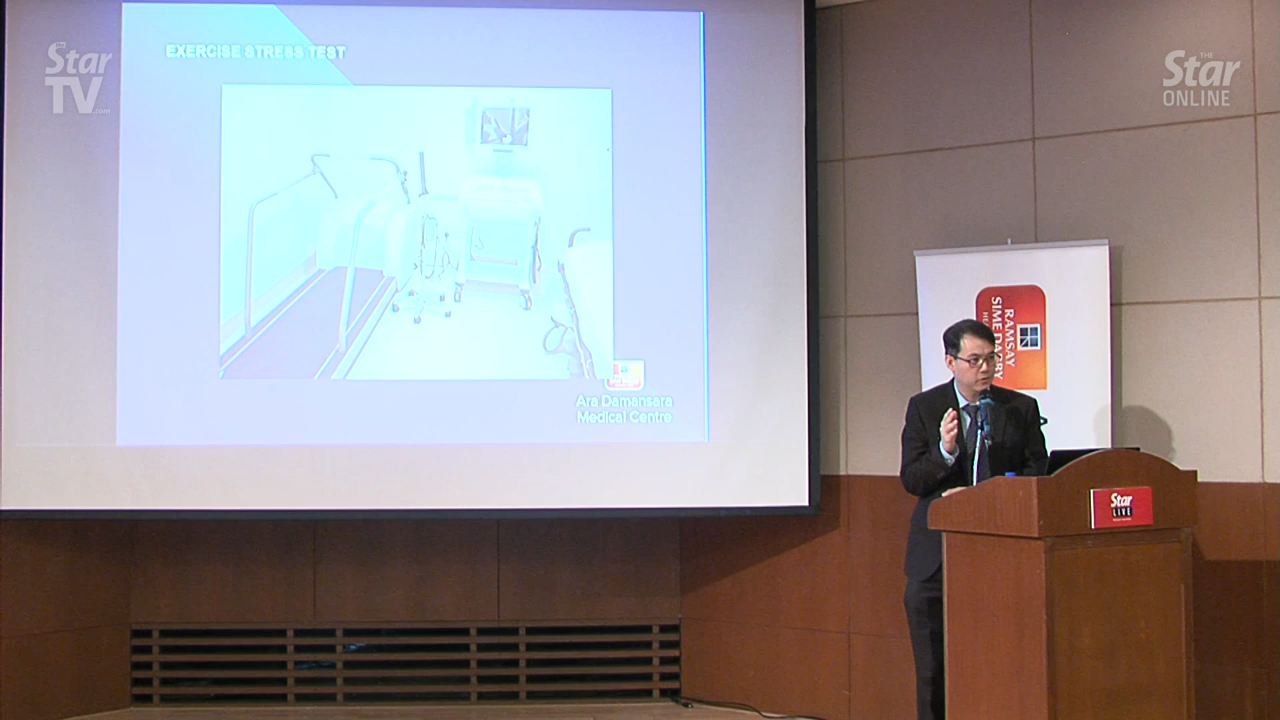 The
Star
TV
.com
EXERCISE STRESS TEST
THE
Star
ONLINE
RAMSAY
SIME DARBY
Ara Damansara
Medical Centre
Star
LIVE